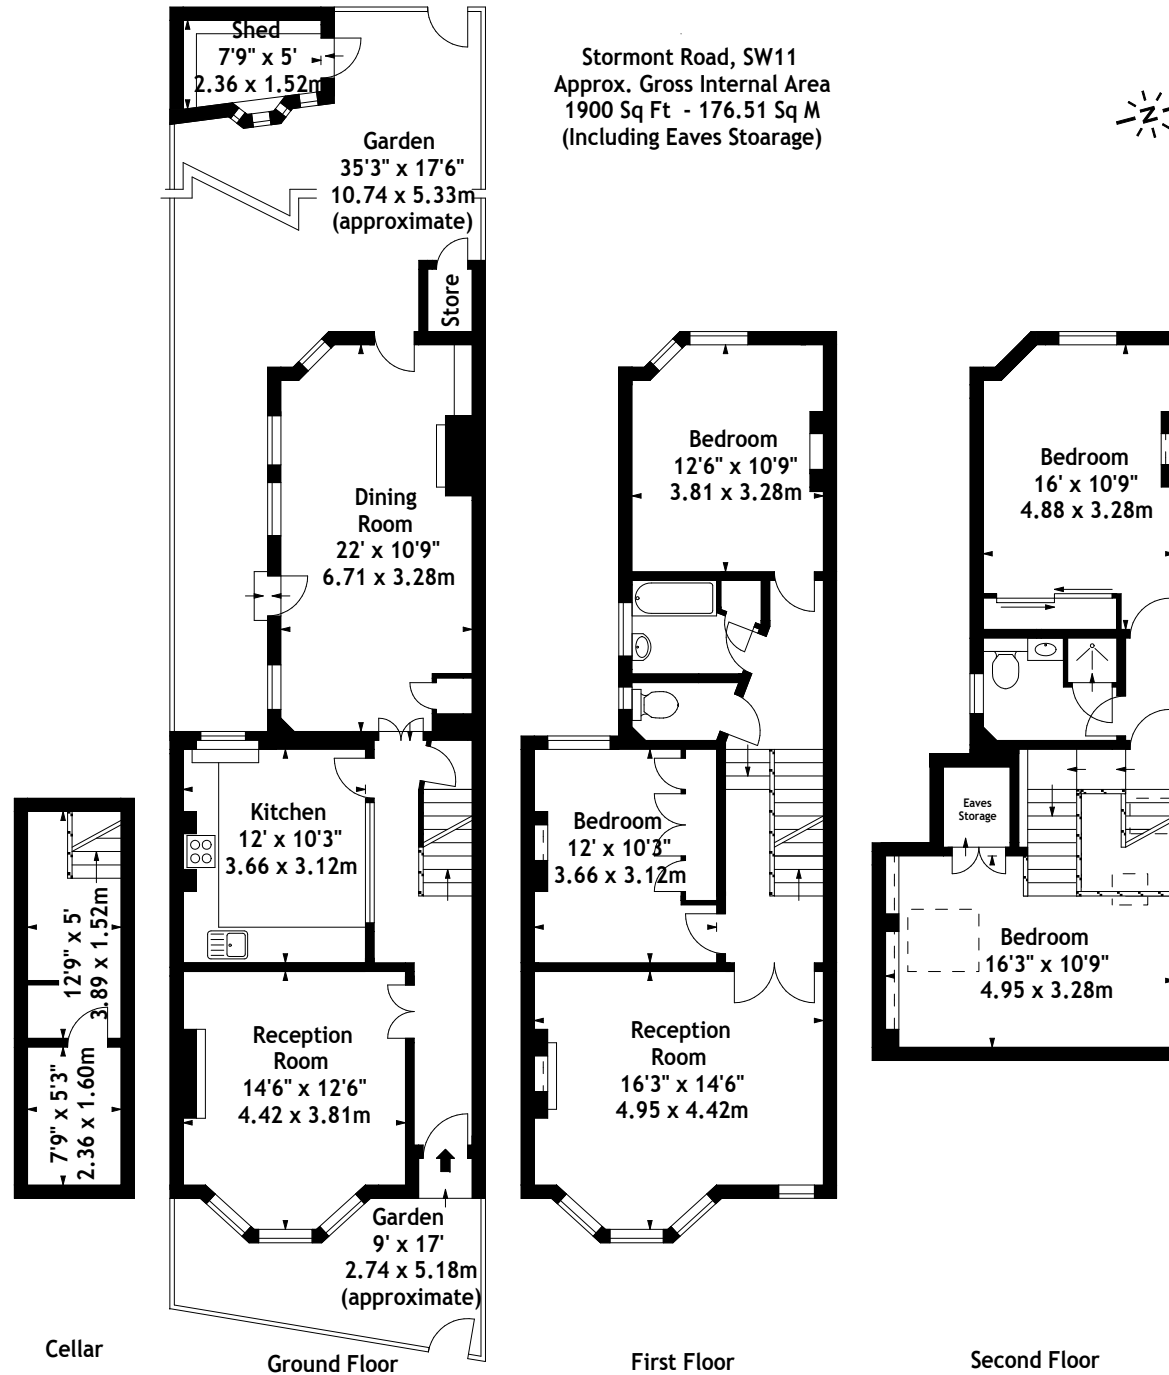 Stormont Road, SW11
Approx. Gross Internal Area
1900 Sq Ft - 176.51 Sq M
(Including Eaves Stoarage)
N
Shed
7'9" x 5'
2.36 x 1.52m
Garden
35'3" x 17'6"
10.74 x 5.33m
(approximate)
Store
Dining
Room
22' x 10'9"
6.71 x 3.28m
Kitchen
12' x 10'3"
3.66 x 3.12m
Reception
Room
14'6" x 12'6"
4.42 x 3.81m
Garden
9' x 17'
2.74 x 5.18m
(approximate)
12'9" x 5'
3.89 x 1.52m
7'9" x 5'3"
2.36 x 1.60m
Bedroom
12'6" x 10'9"
3.81 x 3.28m
Bedroom
12' x 10'3"
3.66 x 3.12m
Reception
Room
16'3" x 14'6"
4.95 x 4.42m
Bedroom
16' x 10'9"
4.88 x 3.28m
Eaves
Storage
Bedroom
16'3" x 10'9"
4.95 x 3.28m
Cellar
Ground Floor
First Floor
Second Floor